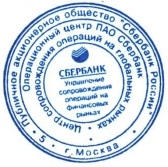 Публичное акционерное общество "Сбербанк России"
Операционный центр ПАО Сбербанк
Центр сопровождения операций на глобальных рынках
СБЕРБАНК
Управление
сопровождения
операций на
финансовых
рынках
* 5 *
г. Москва